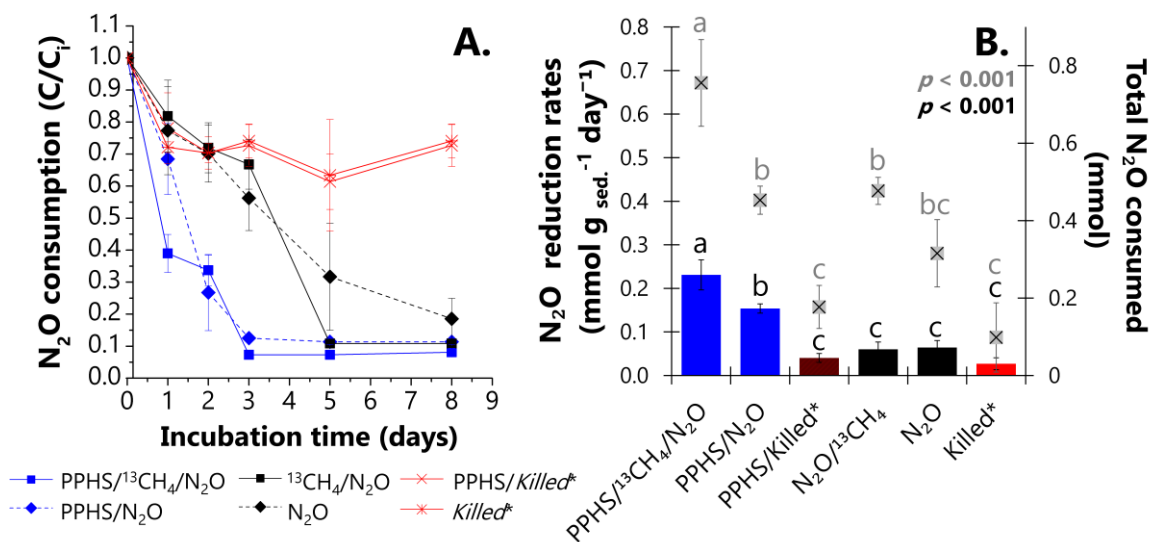 A.
N₂O consumption (C/Cᵢ)
1.0
0.9
0.8
0.7
0.6
0.5
0.4
0.3
0.2
0.1
0.0
0 1 2 3 4 5 6 7 8 9
Incubation time (days)
PPHS/¹³CH₄/N₂O
¹³CH₄/N₂O
PPHS/Killed*
PPHS/N₂O
N₂O
Killed*
B.
N₂O reduction rates
(mmol g sed.⁻¹ day⁻¹)
0.8
0.7
0.6
0.5
0.4
0.3
0.2
0.1
0.0
a
b
c
b
bc
c
a
b
c
c
c
c
p < 0.001
p < 0.001
0.8
0.6
0.4
0.2
0
Total N₂O consumed
(mmol)
PPHS/¹³CH₄/N₂O
PPHS/N₂O
PPHS/Killed*
N₂O/¹³CH₄
N₂O
Killed*